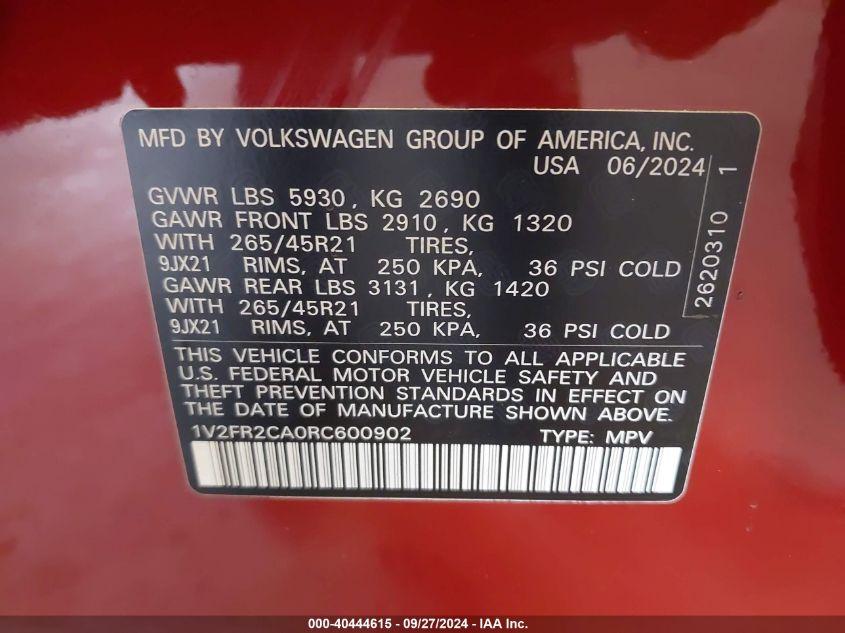 MFD BY VOLKSWAGEN GROUP OF AMERICA, INC.
USA 06/2024
GVWR LBS 5930, KG 2690
GAWR FRONT LBS 2910, KG 1320
WITH 265/45R21 TIRES,
9JX21 RIMS, AT 250 KPA, 36 PSI COLD
GAWR REAR LBS 3131, KG 1420
WITH 265/45R21 TIRES,
9JX21 RIMS, AT 250 KPA, 36 PSI COLD
2620310 1
THIS VEHICLE CONFORMS TO ALL APPLICABLE
U.S. FEDERAL MOTOR VEHICLE SAFETY AND
THEFT PREVENTION STANDARDS IN EFFECT ON
THE DATE OF MANUFACTURE SHOWN ABOVE.
1V2FR2CA0RC600902 TYPE: MPV
000-40444615 - 09/27/2024 - IAA Inc.